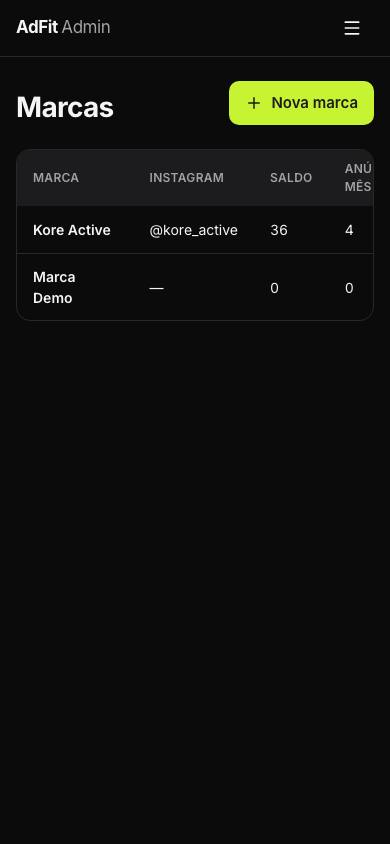 AdFit Admin
Marcas
+ Nova marca
MARCA INSTAGRAM SALDO ANÚ
MÊS
Kore Active @kore_active 36 4
Marca
Demo — 0 0